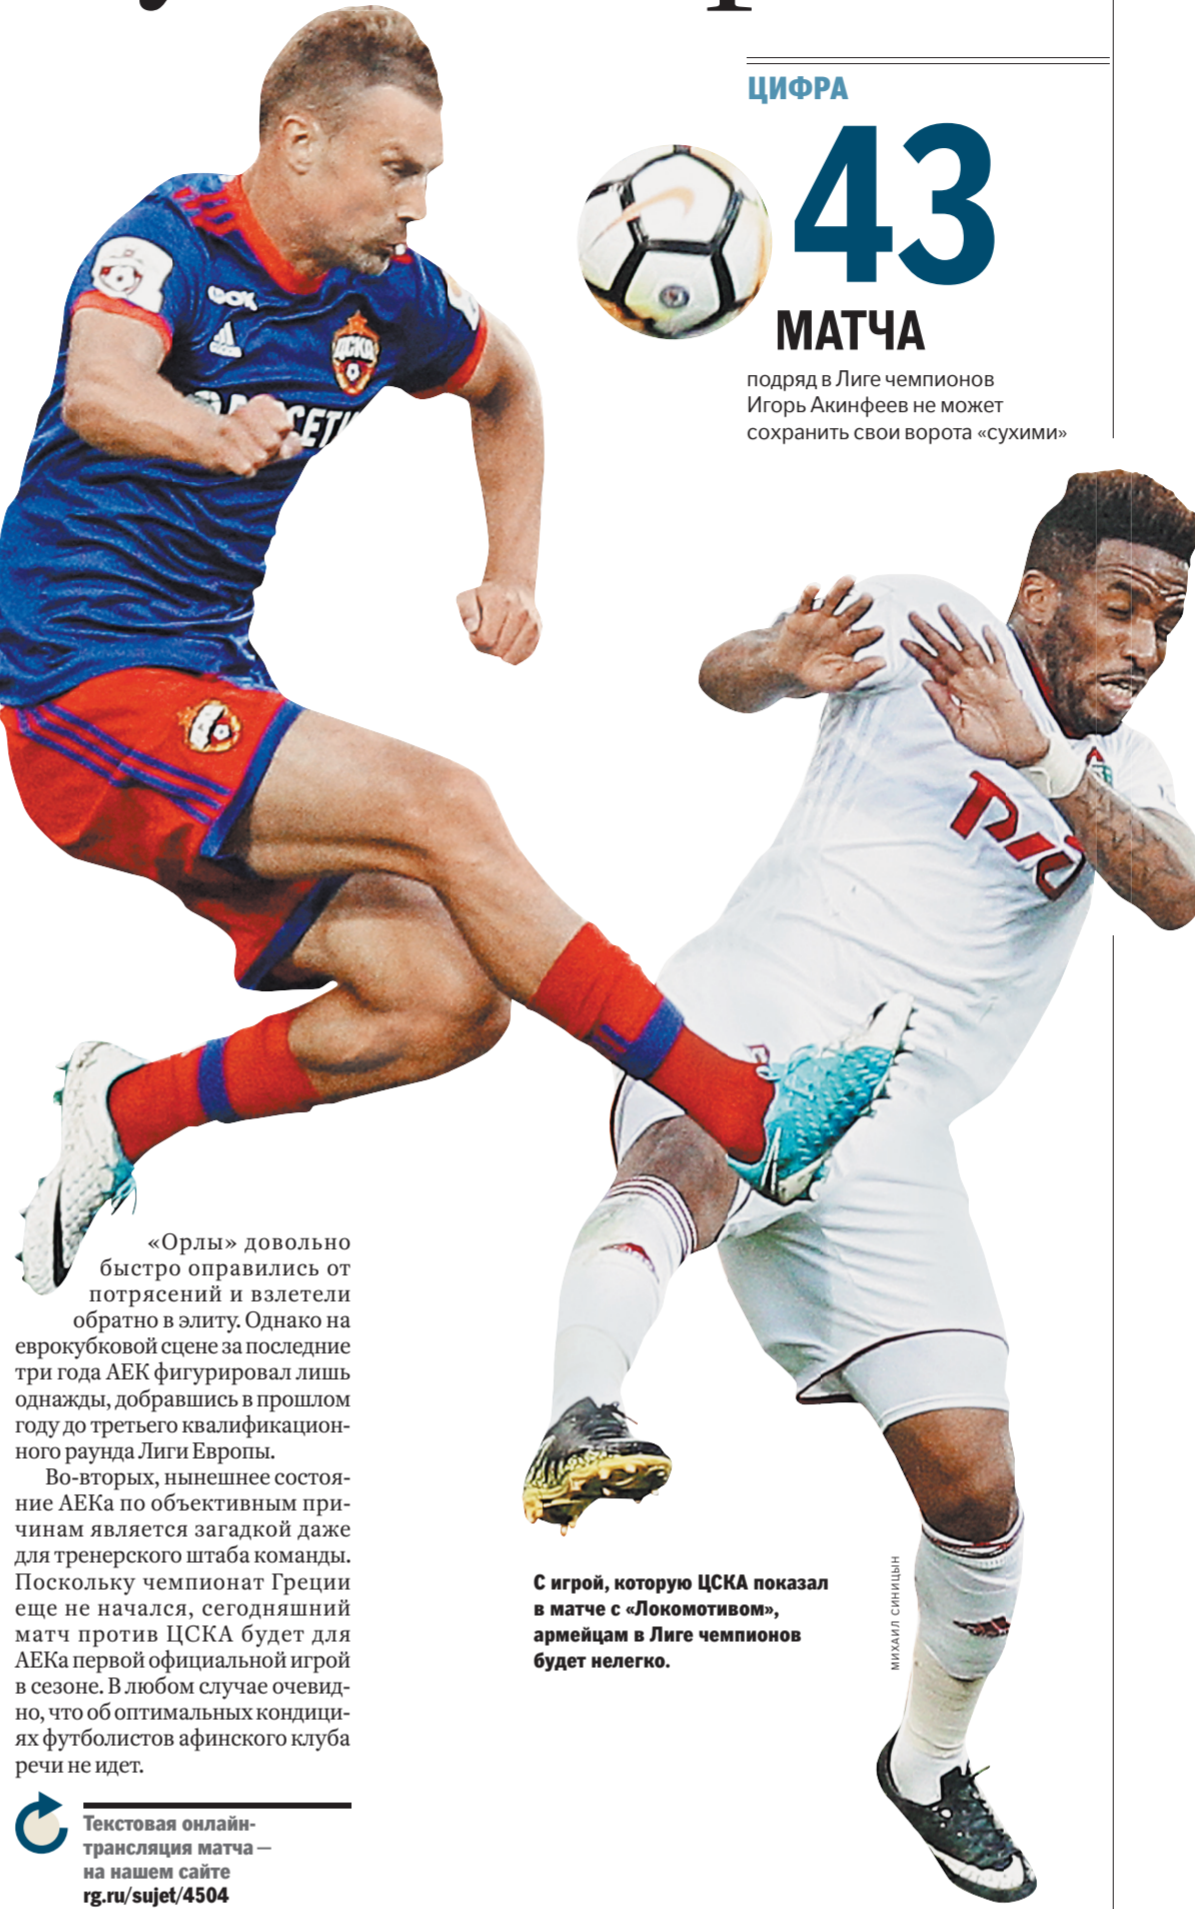 ЦИФРА
43
МАТЧА
подряд в Лиге чемпионов
Игорь Акинфеев не может
сохранить свои ворота «сухими»
ЦСКА
«Орлы» довольно
быстро оправились от
потрясений и взлетели
обратно в элиту. Однако на
еврокубковой сцене за последние
три года АЕК фигурировал лишь
однажды, добравшись в прошлом
году до третьего квалификацион-
ного раунда Лиги Европы.
Во-вторых, нынешнее состоя-
ние АЕКа по объективным при-
чинам является загадкой даже
для тренерского штаба команды.
Поскольку чемпионат Греции
еще не начался, сегодняшний
матч против ЦСКА будет для
АЕКа первой официальной игрой
в сезоне. В любом случае очевид-
но, что об оптимальных кондици-
ях футболистов афинского клуба
речи не идет.
Текстовая онлайн-
трансляция матча —
на нашем сайте
rg.ru/sujet/4504
С игрой, которую ЦСКА показал
в матче с «Локомотивом»,
армейцам в Лиге чемпионов
будет нелегко.
МИХАИЛ СИНИЦЫН